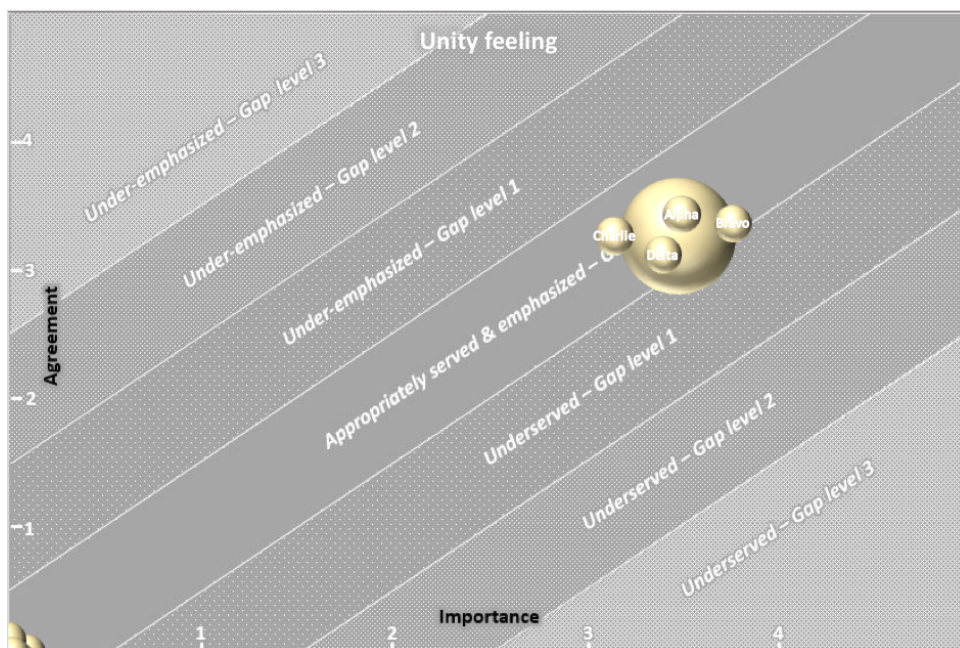 Unity feeling
Under-emphasized – Gap level 3
Under-emphasized – Gap level 2
Under-emphasized – Gap level 1
Appropriately served & emphasized –
Underserved – Gap level 1
Underserved – Gap level 2
Underserved – Gap level 3
Alpha
Bravo
Charlie
Delta
Agreement
4
3
2
1
Importance
1
2
3
4